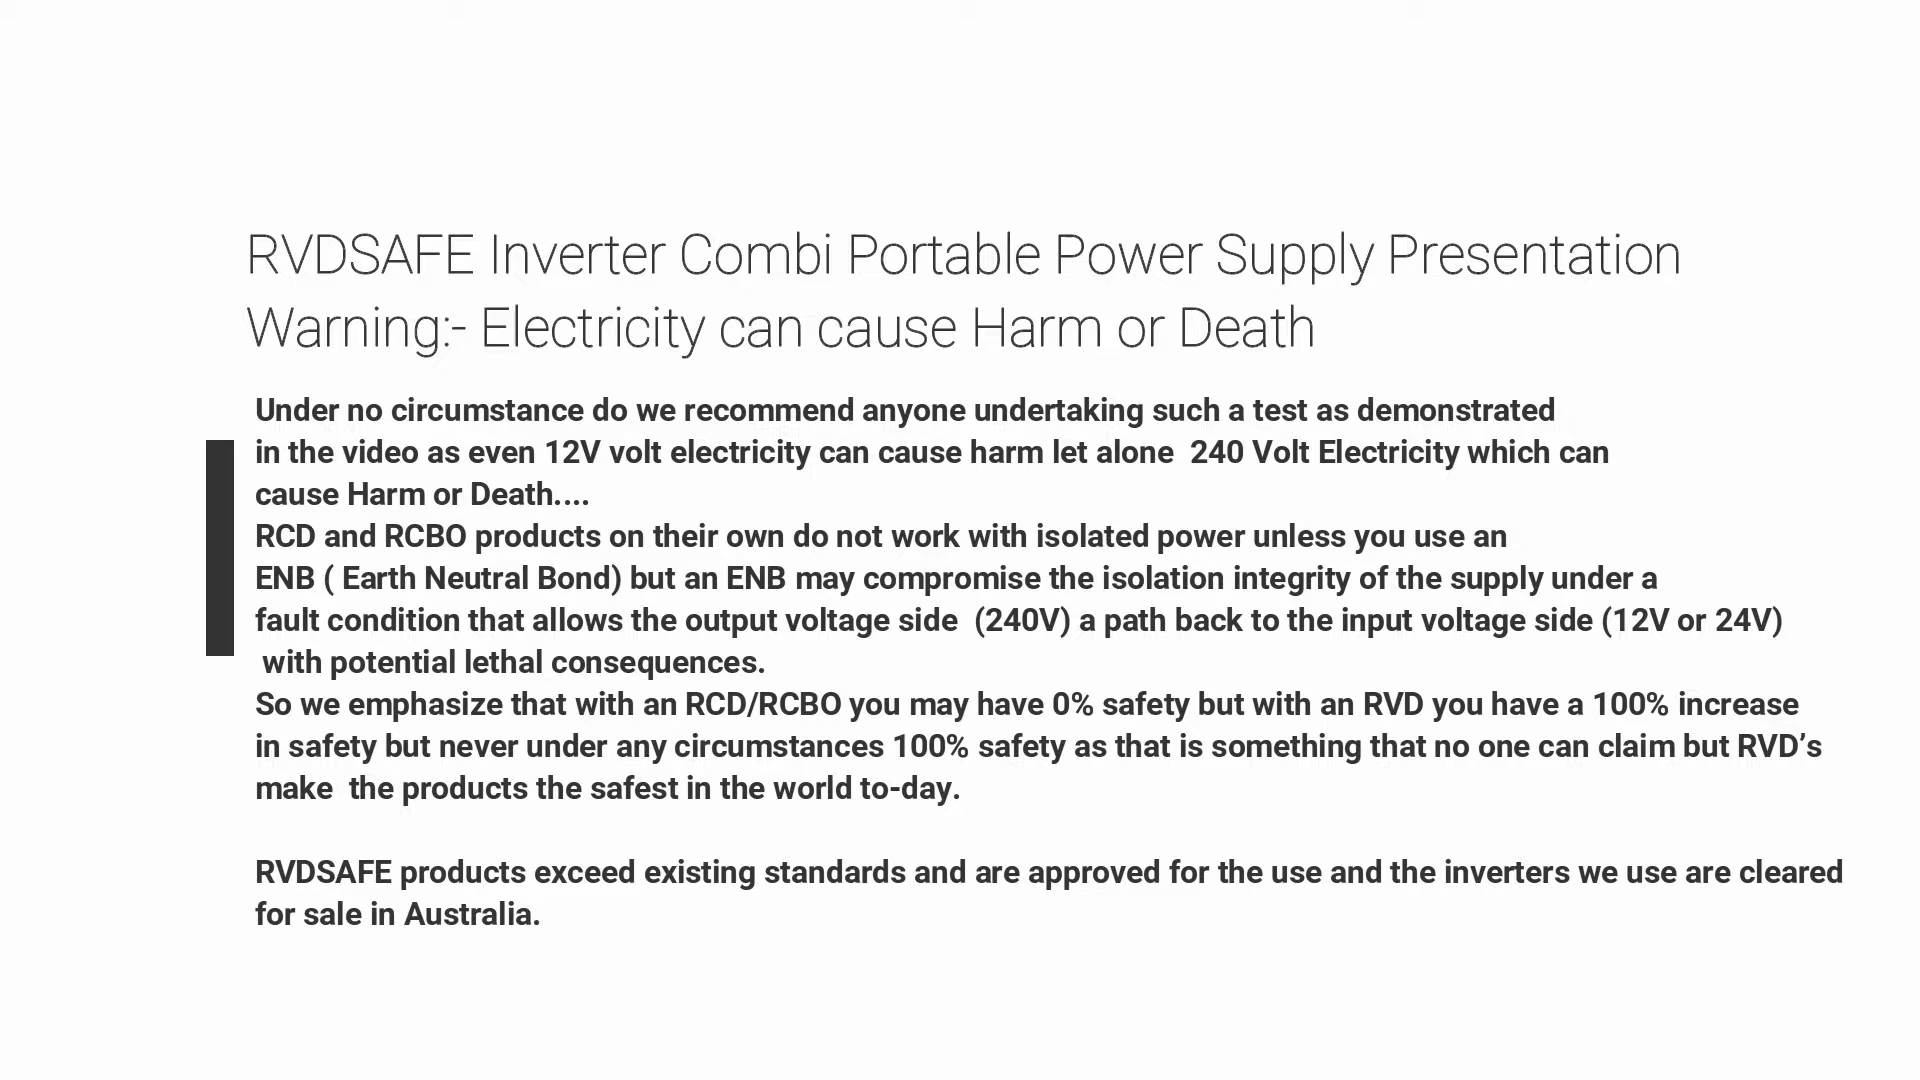 RVDSAFE Inverter Combi Portable Power Supply Presentation
Warning:- Electricity can cause Harm or Death
Under no circumstance do we recommend anyone undertaking such a test as demonstrated
in the video as even 12V volt electricity can cause harm let alone  240 Volt Electricity which can
cause Harm or Death....
RCD and RCBO products on their own do not work with isolated power unless you use an
ENB ( Earth Neutral Bond) but an ENB may compromise the isolation integrity of the supply under a
fault condition that allows the output voltage side  (240V) a path back to the input voltage side (12V or 24V)
with potential lethal consequences.
So we emphasize that with an RCD/RCBO you may have 0% safety but with an RVD you have a 100% increase
in safety but never under any circumstances 100% safety as that is something that no one can claim but RVD’s
make  the products the safest in the world to-day.
RVDSAFE products exceed existing standards and are approved for the use and the inverters we use are cleared
for sale in Australia.